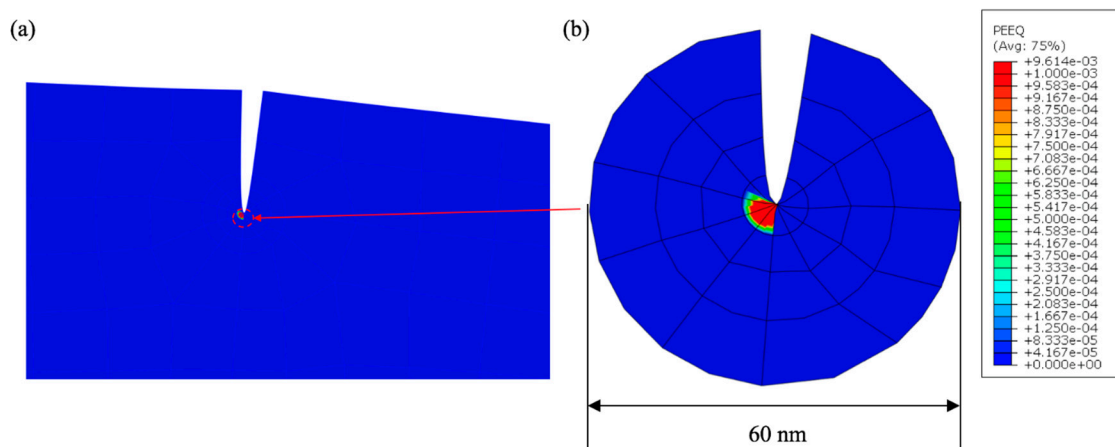 (a)
(b)
PEEQ
(Avg: 75%)
+9.614e-03
+1.000e-03
+9.583e-04
+9.167e-04
+8.750e-04
+8.333e-04
+7.917e-04
+7.500e-04
+7.083e-04
+6.667e-04
+6.250e-04
+5.833e-04
+5.417e-04
+5.000e-04
+4.583e-04
+4.167e-04
+3.750e-04
+3.333e-04
+2.917e-04
+2.500e-04
+2.083e-04
+1.667e-04
+1.250e-04
+8.333e-05
+4.167e-05
+0.000e+00
60 nm